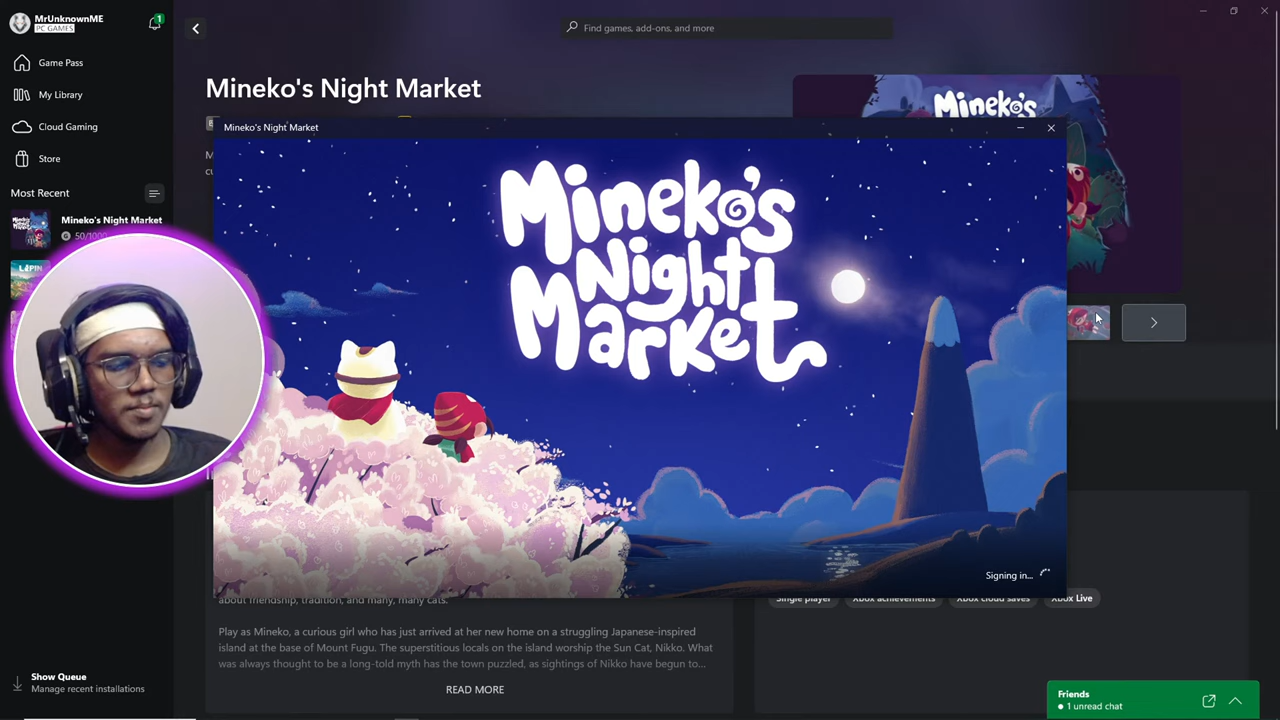 MrUnknownME
PC GAMES
1
Find games, add-ons, and more
Game Pass
My Library
Cloud Gaming
Store
Most Recent
Mineko's Night Market
50/1000
Mineko's Night Market
Mineko's
Mineko's Night Market
Mineko's
Night
Market
Signing in...
about friendship, tradition, and many, many cats.
Single player
Xbox achievements
Xbox cloud saves
Xbox Live
Play as Mineko, a curious girl who has just arrived at her new home on a struggling Japanese-inspired
island at the base of Mount Fugu. The superstitious locals on the island worship the Sun Cat, Nikko. What
was always thought to be a long-told myth has the town puzzled, as sightings of Nikko have begun to...
READ MORE
Show Queue
Manage recent installations
Friends
1 unread chat